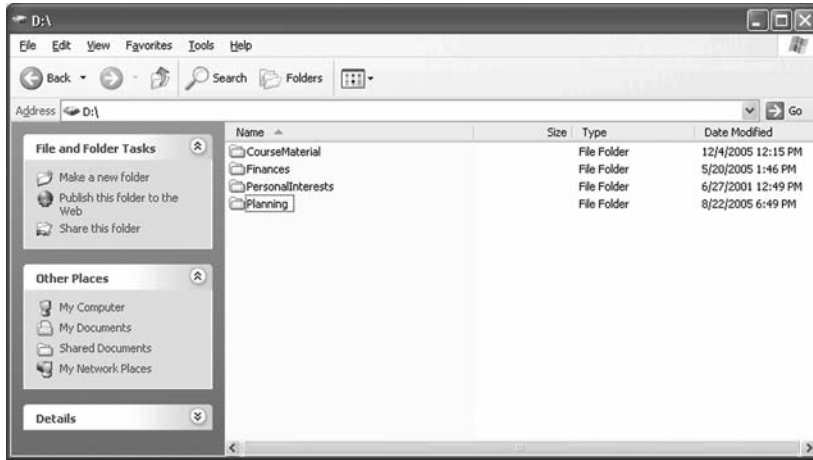 D:\
File Edit View Favorites Tools Help
Back Search Folders
Address D:\ Go
File and Folder Tasks
Make a new folder
Publish this folder to the
Web
Share this folder
Other Places
My Computer
My Documents
Shared Documents
My Network Places
Details
Name Size Type Date Modified
CourseMaterial File Folder 12/4/2005 12:15 PM
Finances File Folder 5/20/2005 1:46 PM
PersonalInterests File Folder 6/27/2001 12:49 PM
Planning File Folder 8/22/2005 6:49 PM